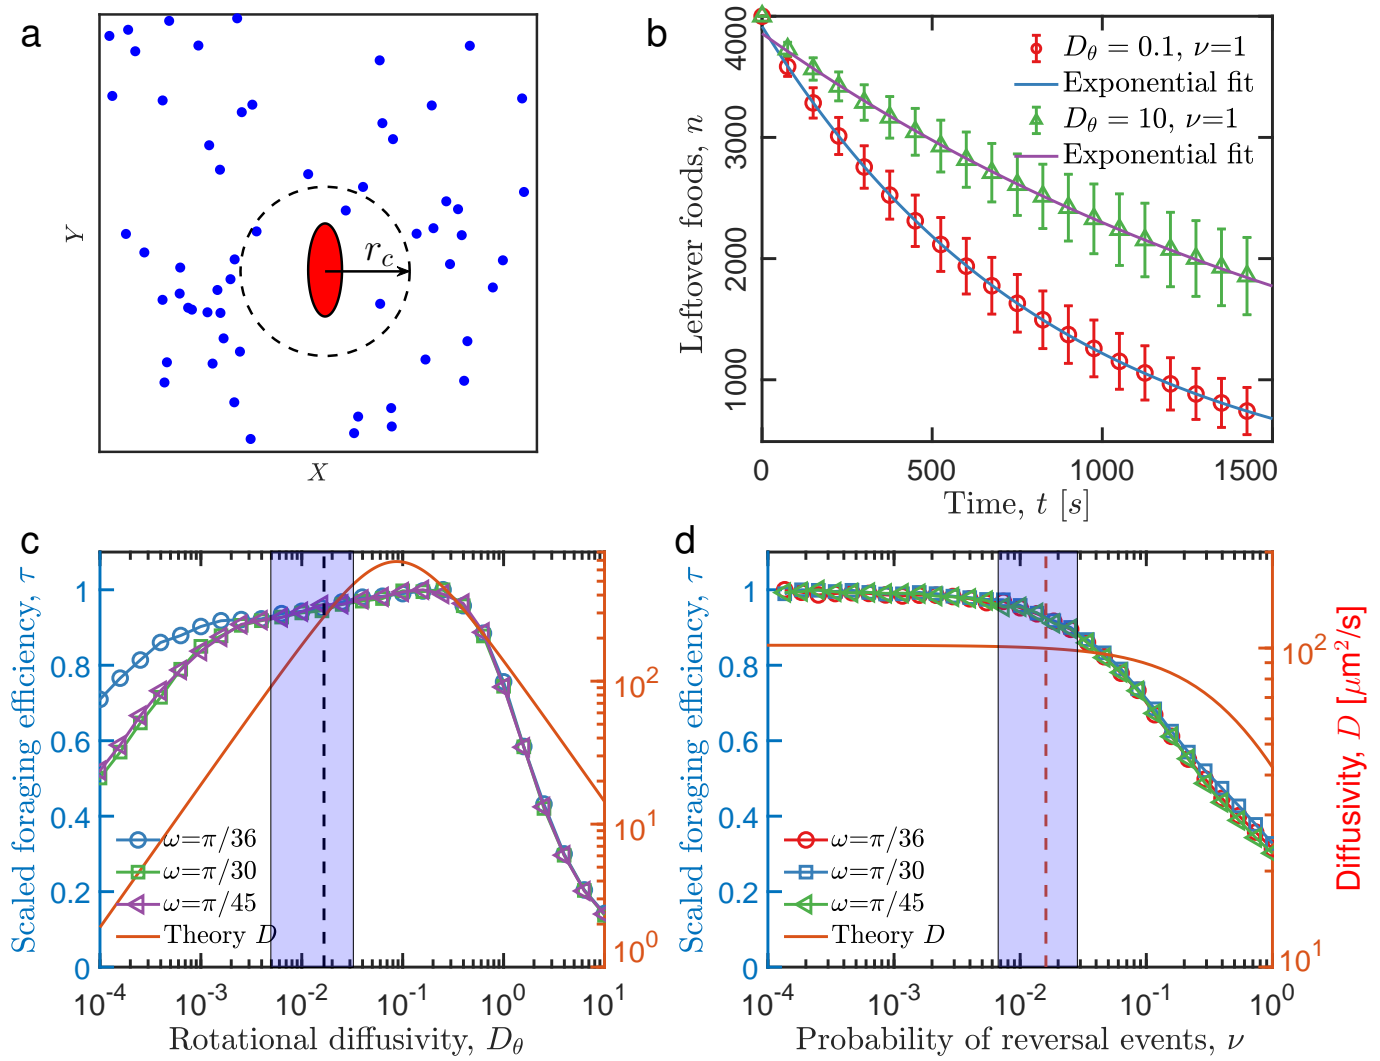 a
Y
r_c
X
b
4000
3000
2000
1000
Leftover foods, n
D_θ = 0.1, ν=1
Exponential fit
D_θ = 10, ν=1
Exponential fit
0 500 1000 1500
Time, t [s]
c
1
0.8
0.6
0.4
0.2
0
Scaled foraging efficiency, τ
ω=π/36
ω=π/30
ω=π/45
Theory D
10^2
10^1
10^0
10^-4 10^-3 10^-2 10^-1 10^0 10^1
Rotational diffusivity, D_θ
d
1
0.8
0.6
0.4
0.2
0
Scaled foraging efficiency, τ
ω=π/36
ω=π/30
ω=π/45
Theory D
10^2
10^1
Diffusivity, D [μm^2/s]
10^-4 10^-3 10^-2 10^-1 10^0
Probability of reversal events, ν